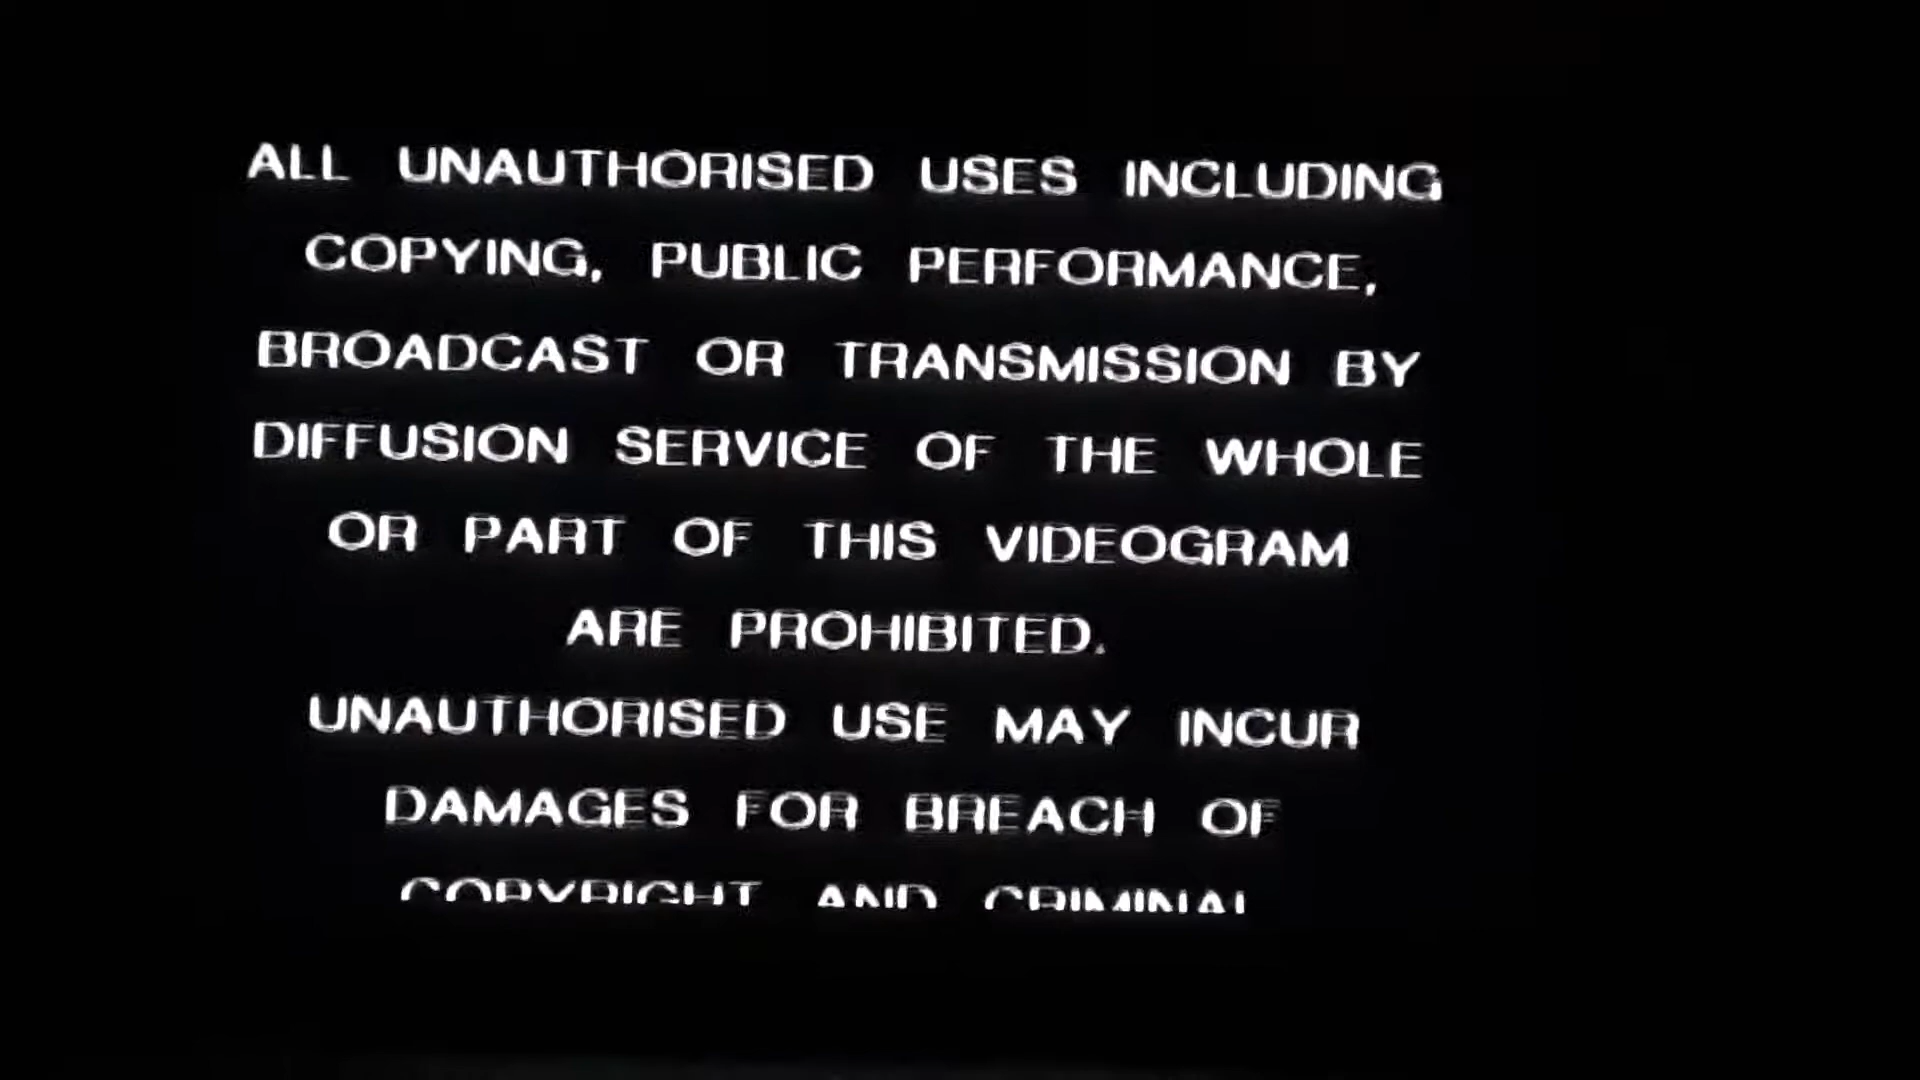 ALL UNAUTHORISED USES INCLUDING
COPYING, PUBLIC PERFORMANCE,
BROADCAST OR TRANSMISSION BY
DIFFUSION SERVICE OF THE WHOLE
OR PART OF THIS VIDEOGRAM
ARE PROHIBITED.
UNAUTHORISED USE MAY INCUR
DAMAGES FOR BREACH OF
COPYRIGHT AND CRIMINAL